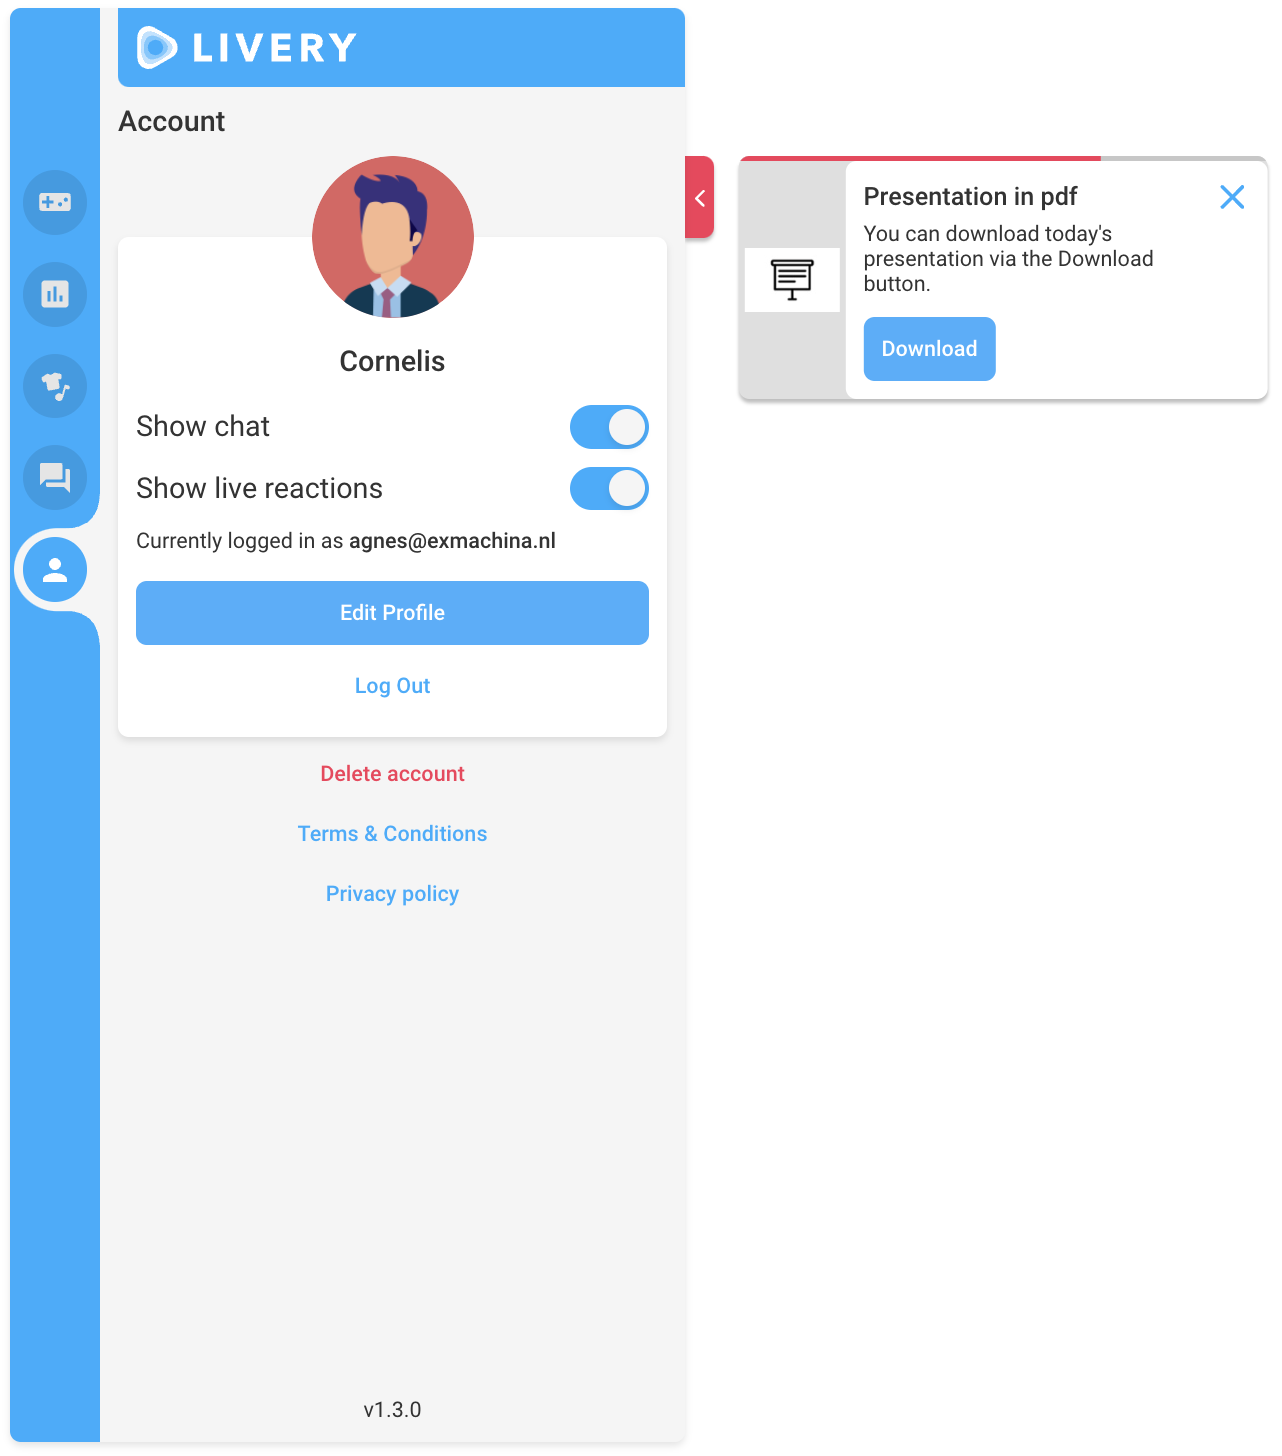 LIVERY
Account
Cornelis
Show chat
Show live reactions
Currently logged in as agnes@exmachina.nl
Edit Profile
Log Out
Delete account
Terms & Conditions
Privacy policy
v1.3.0
Presentation in pdf
You can download today's
presentation via the Download
button.
Download